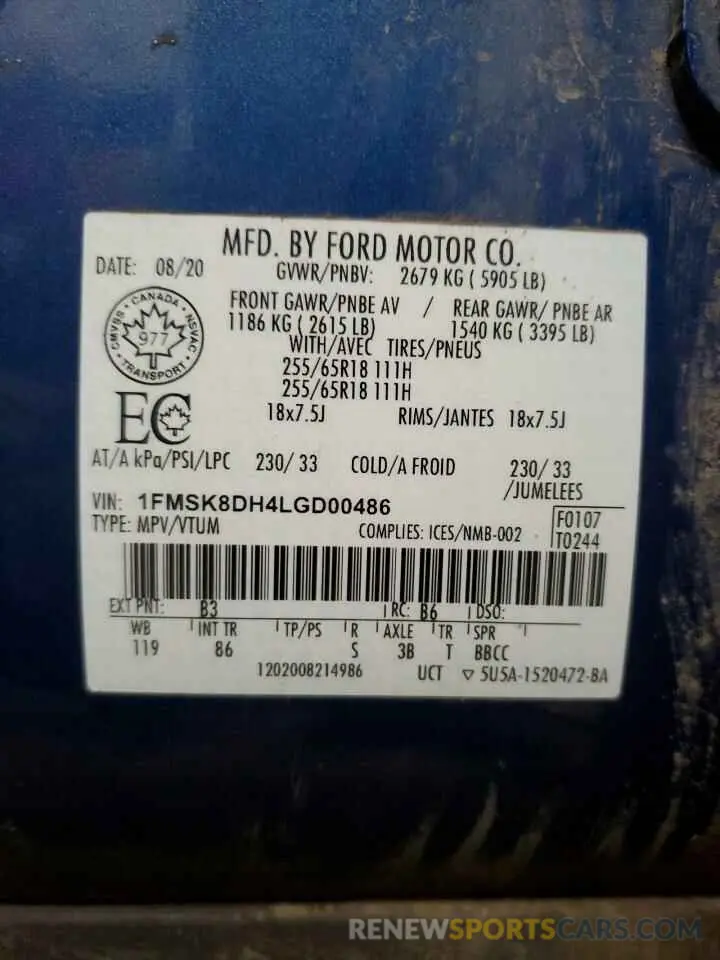 MFD. BY FORD MOTOR CO.
DATE: 08/20
GVWR/PNBV: 2679 KG ( 5905 LB)
FRONT GAWR/PNBE AV / REAR GAWR/ PNBE AR
1186 KG ( 2615 LB) 1540 KG ( 3395 LB)
WITH/AVEC TIRES/PNEUS
255/65R18 111H
255/65R18 111H
18x7.5J RIMS/JANTES 18x7.5J
CANADA
CMVSS NSVAC
977
TRANSPORT
EC
AT/A kPa/PSI/LPC 230/ 33 COLD/A FROID 230/ 33
/JUMELEES
VIN: 1FMSK8DH4LGD00486
TYPE: MPV/VTUM COMPLIES: ICES/NMB-002
F0107
T0244
EXT PNT: B3 RC: B6 DSO:
WB INT TR TP/PS R AXLE TR SPR
119 86 S 3B T BBCC
1202008214986 UCT ▽ 5U5A-1520472-BA
RENEWSPORTSCARS.COM